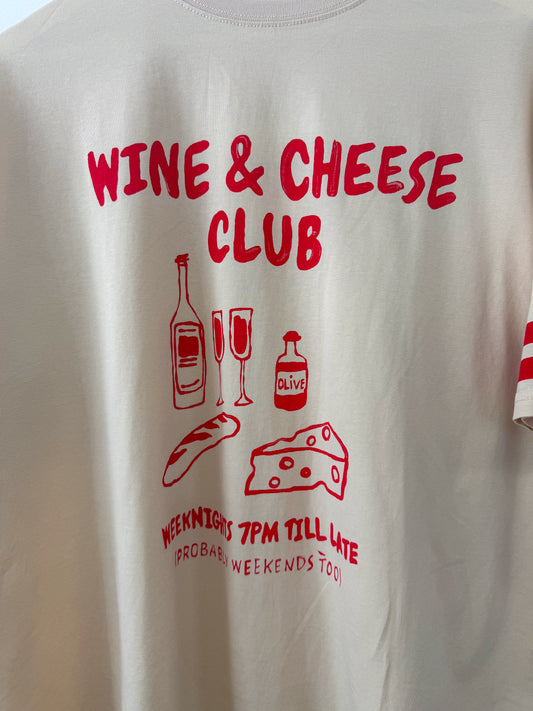 WINE & CHEESE
CLUB
OLIVE
WEEKNIGHTS 7PM TILL LATE
(PROBABLY WEEKENDS TOO)